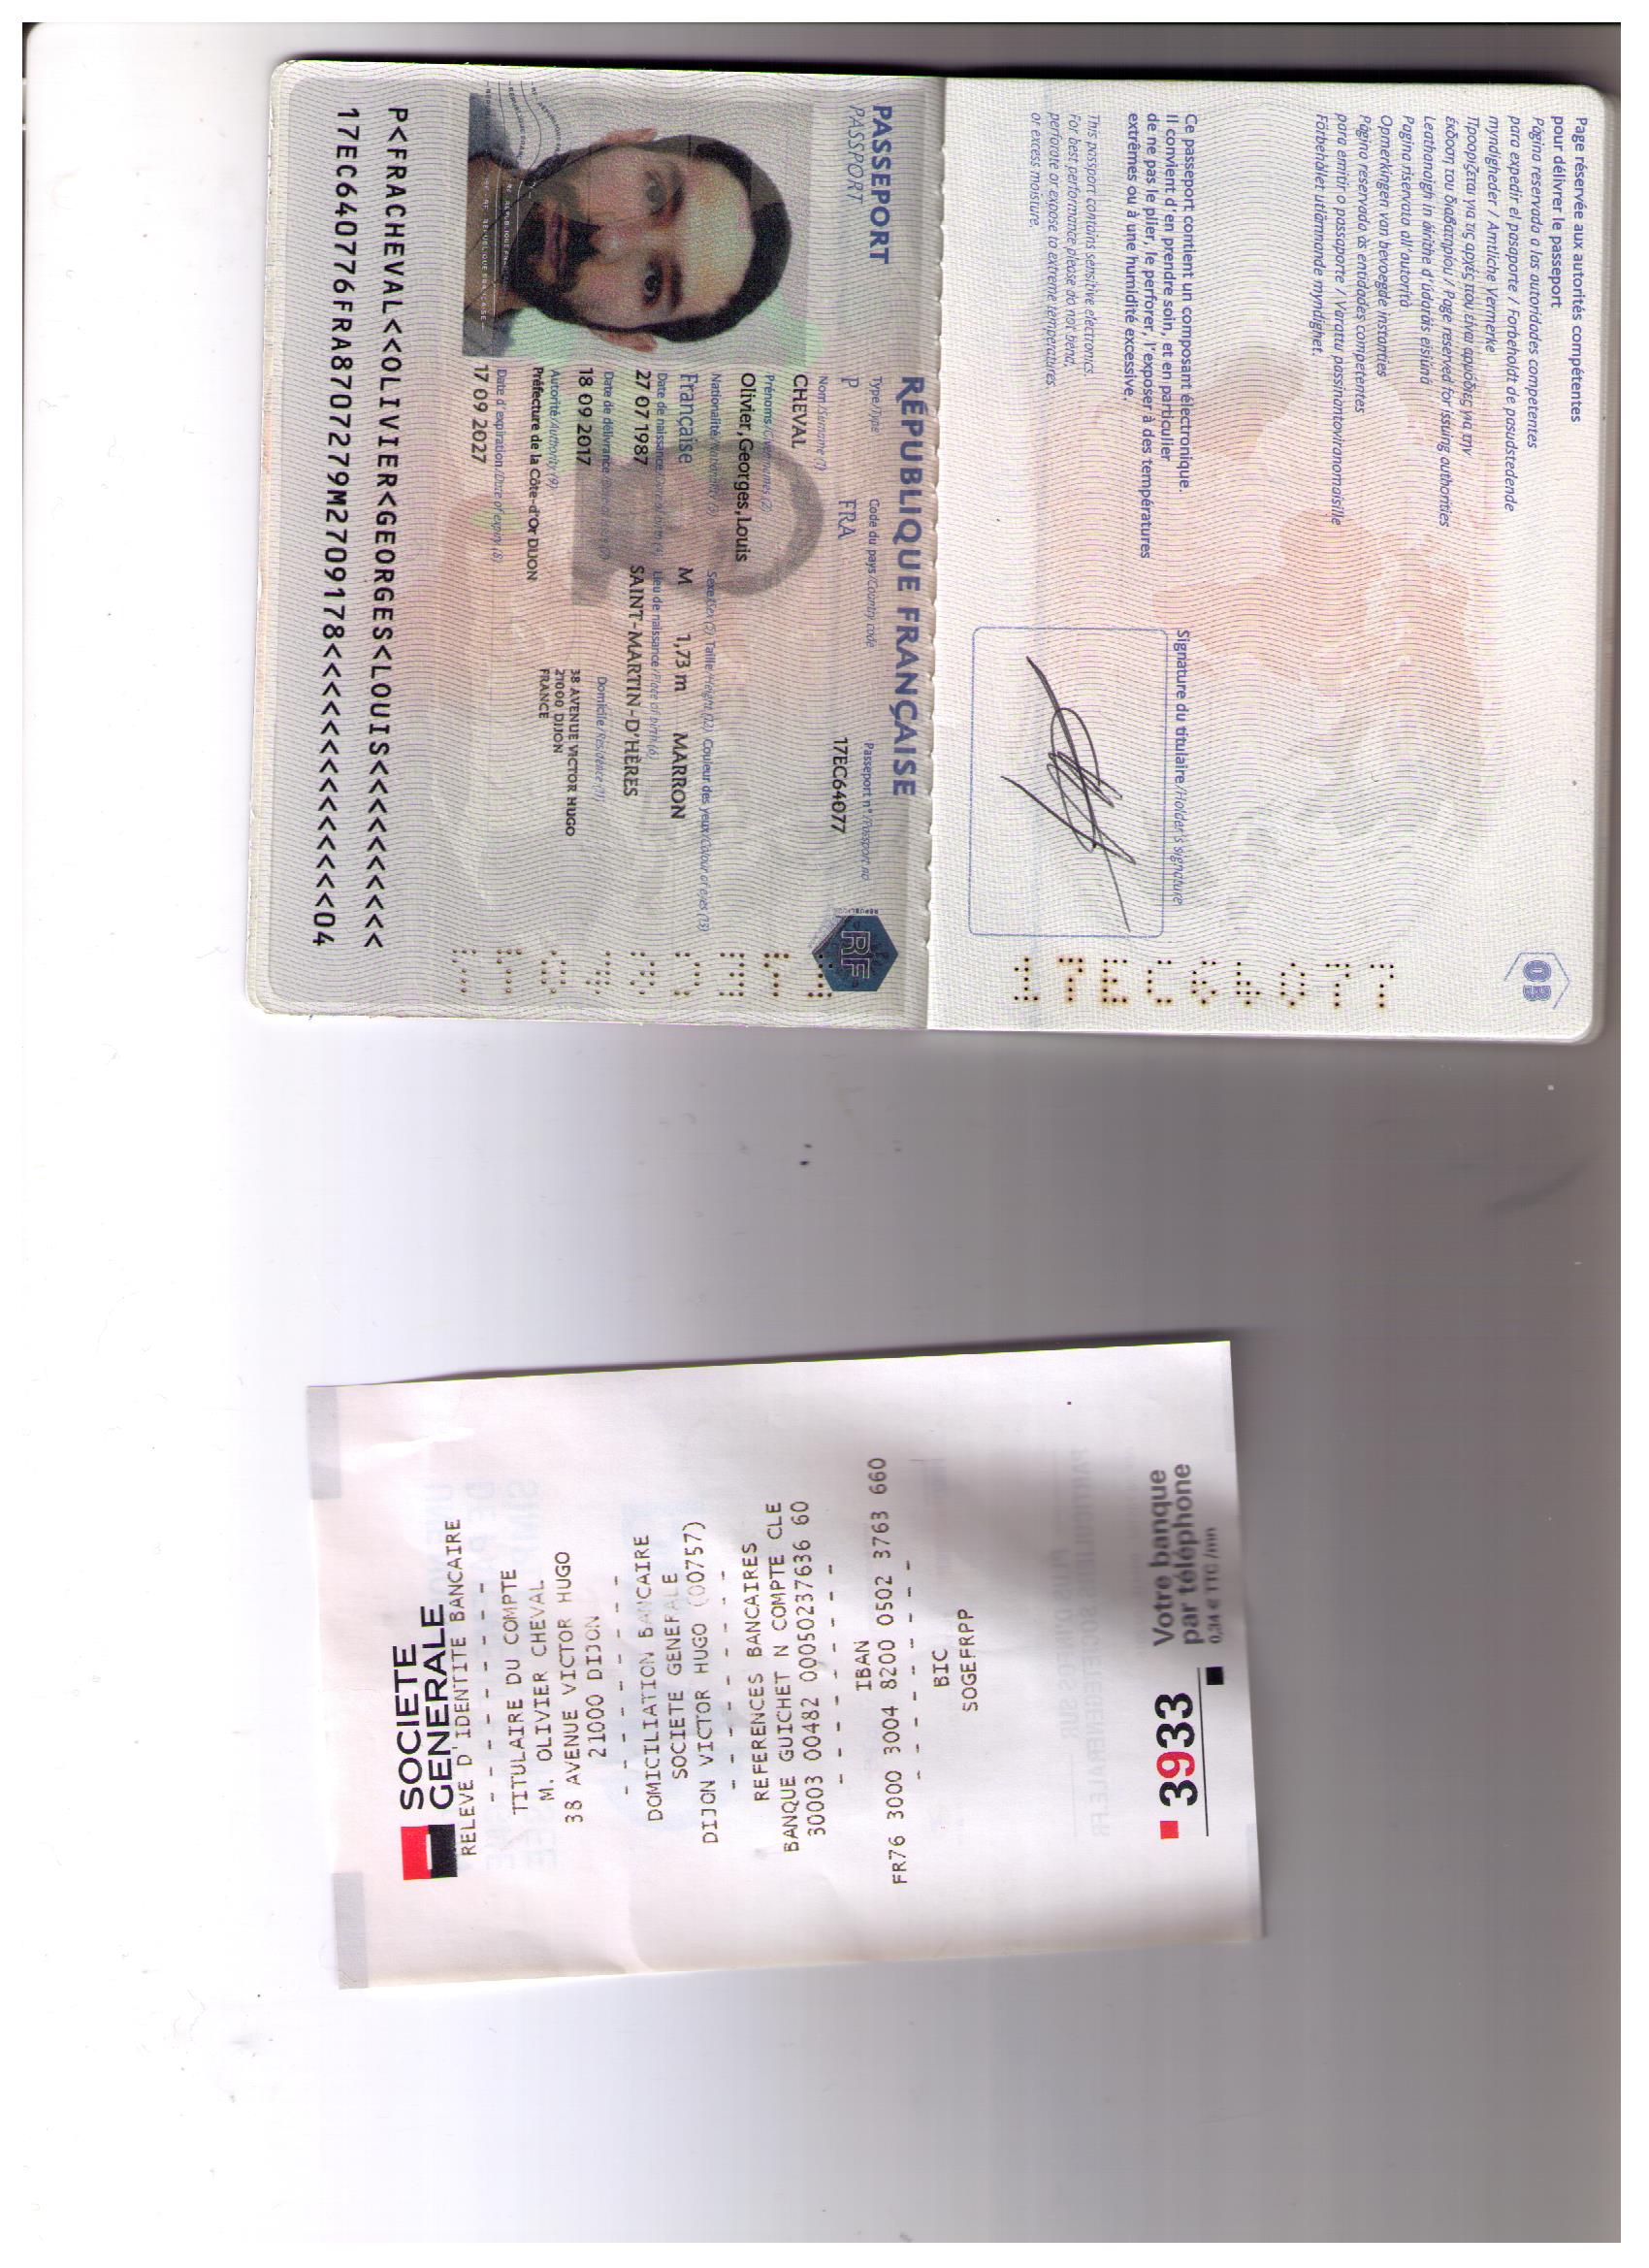 Page réservée aux autorités compétentes
pour délivrer le passeport
Página reservada a las autoridades competentes
para expedir el pasaporte / Forbeholdt de pasudstedende
myndigheder / Amtliche Vermerke
Προορίζεται για τις αρχές που είναι αρμόδιες για την
έκδοση του διαβατηρίου / Page reserved for issuing authorities
Leathanaigh in áirithe d'údaráis eisiúna
Pagina riservata all'autorità
Opmerkingen van bevoegde instanties
Página reservada às entidades competentes
para emitir o passaporte / Varattu passinantoviranomaisille
Förbehållet utlämnande myndighet.
Ce passeport contient un composant électronique.
Il convient d'en prendre soin, et en particulier
de ne pas le plier, le perforer, l'exposer à des températures
extrêmes ou à une humidité excessive.
This passport contains sensitive electronics.
For best performance please do not bend,
perforate or expose to extreme temperatures
or excess moisture.
Signature du titulaire/Holder's signature
17EC64077
RÉPUBLIQUE FRANÇAISE
PASSEPORT
PASSPORT
Type/Type Code du pays/Country code Passeport n°/Passport no
P FRA 17EC64077
Nom/Surname (1)
CHEVAL
Prénoms/Given names (2)
Olivier,Georges,Louis
Nationalité/Nationality (3) Sexe/Sex (5) Taille/Height (12) Couleur des yeux/Colour of eyes (13)
Française M 1,73 m MARRON
Date de naissance/Date of birth (4) Lieu de naissance/Place of birth (6)
27 07 1987 SAINT-MARTIN-D'HÈRES
Date de délivrance/Date of issue (7) Domicile/Residence (11)
18 09 2017 38 AVENUE VICTOR HUGO
21000 DIJON
FRANCE
Autorité/Authority (9)
Préfecture de la Côte-d'Or DIJON
Date d'expiration/Date of expiry (8)
17 09 2027
RF
P<FRACHEVAL<<OLIVIER<GEORGES<LOUIS<<<<<<<<<<
17EC640776FRA8707279M2709178<<<<<<<<<<<<<<04
SOCIETE
GENERALE
RELEVE D'IDENTITE BANCAIRE
TITULAIRE DU COMPTE
M. OLIVIER CHEVAL
38 AVENUE VICTOR HUGO
21000 DIJON
DOMICILIATION BANCAIRE
SOCIETE GENERALE
DIJON VICTOR HUGO (00757)
REFERENCES BANCAIRES
BANQUE GUICHET N COMPTE CLE
30003 00482 00050237636 60
IBAN
FR76 3000 3004 8200 0502 3763 660
BIC
SOGEFRPP
3933
Votre banque
par téléphone
0,34 € TTC /mn